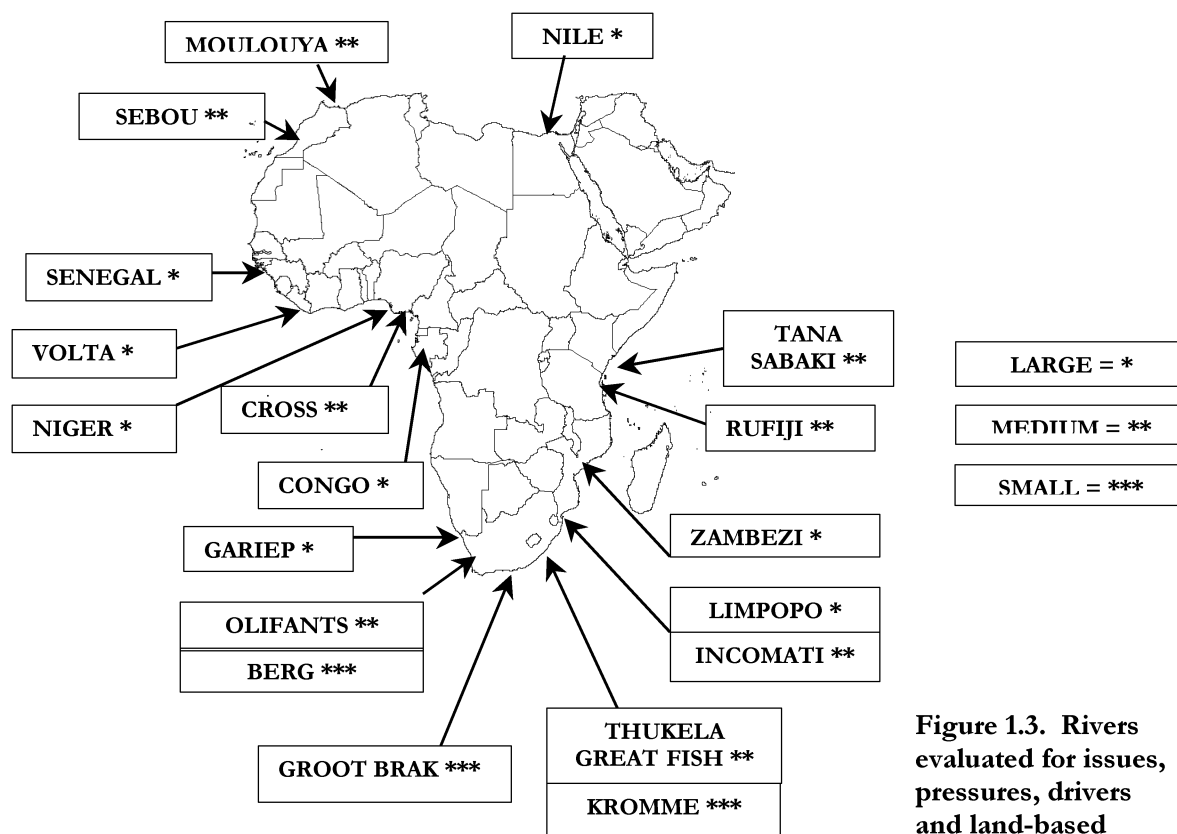 MOULOUYA **
NILE *
SEBOU **
SENEGAL *
VOLTA *
NIGER *
CROSS **
CONGO *
GARIEP *
OLIFANTS **
BERG ***
GROOT BRAK ***
TANA
SABAKI **
RUFIJI **
ZAMBEZI *
LIMPOPO *
INCOMATI **
THUKELA
GREAT FISH **
KROMME ***
LARGE = *
MEDIUM = **
SMALL = ***
Figure 1.3. Rivers
evaluated for issues,
pressures, drivers
and land-based